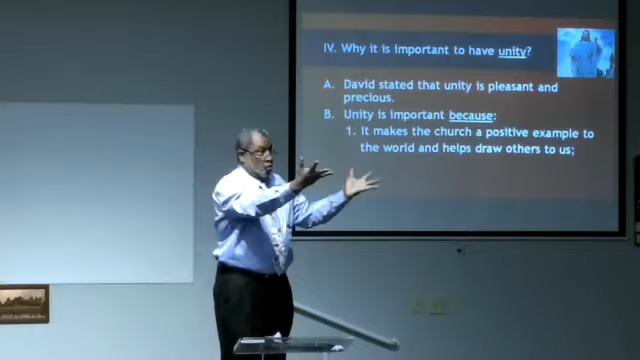 IV. Why it is important to have unity?
A. David stated that unity is pleasant and
precious.
B. Unity is important because:
1. It makes the church a positive example to
the world and helps draw others to us;